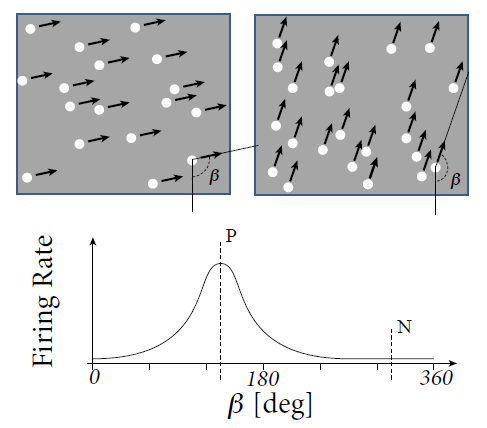 β
β
P
N
Firing Rate
0
180
360
β [deg]